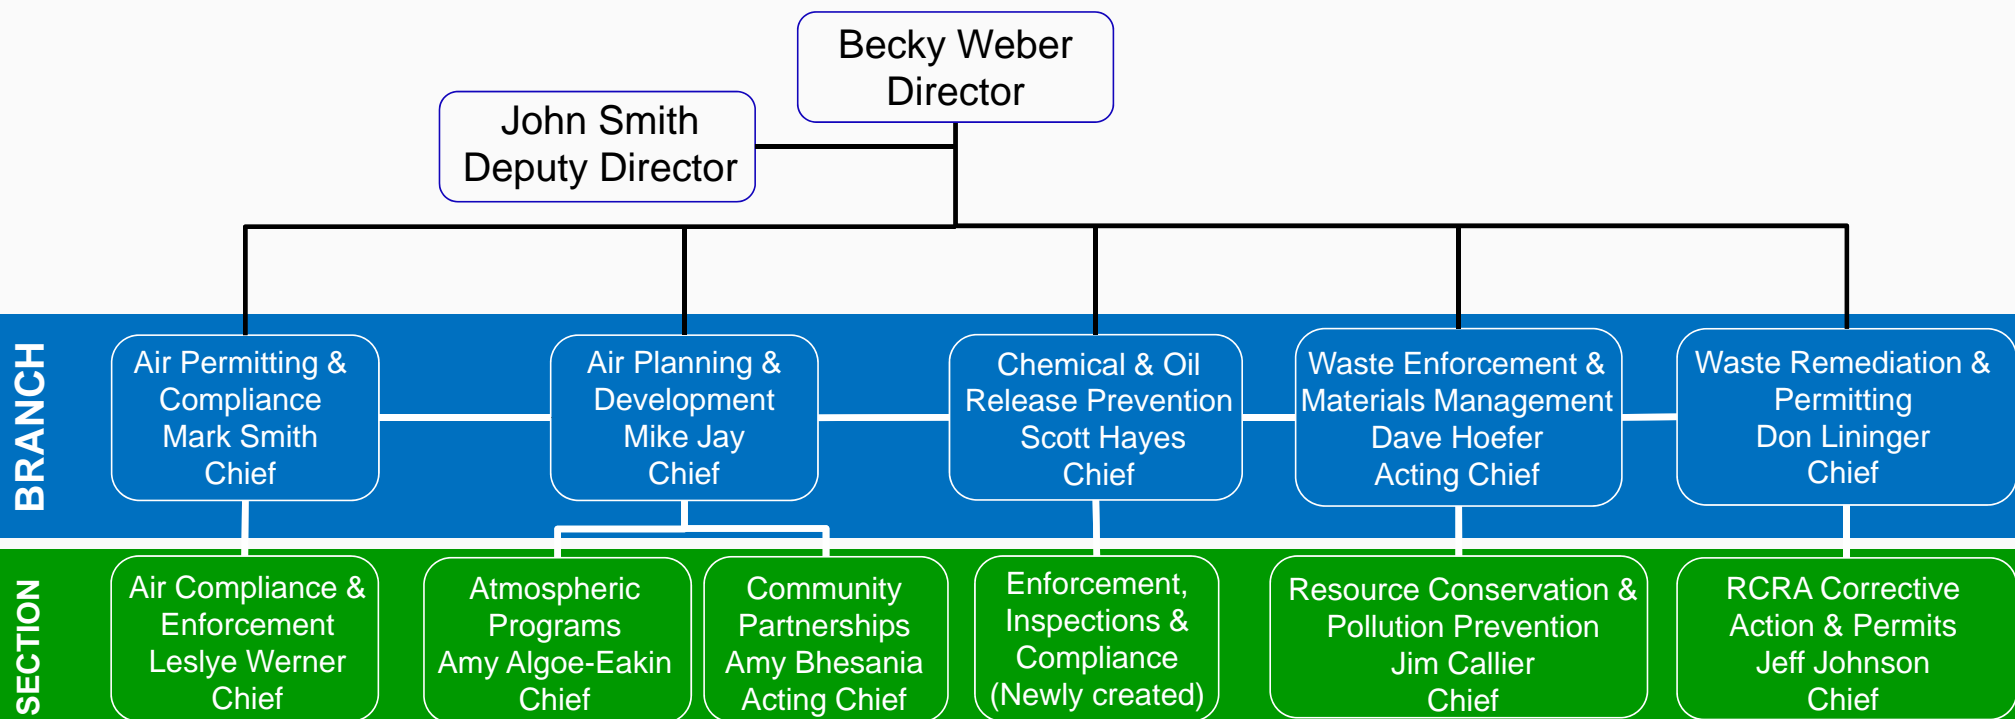 Becky Weber
Director
John Smith
Deputy Director
BRANCH
Air Permitting &
Compliance
Mark Smith
Chief
Air Planning &
Development
Mike Jay
Chief
Chemical & Oil
Release Prevention
Scott Hayes
Chief
Waste Enforcement &
Materials Management
Dave Hoefer
Acting Chief
Waste Remediation &
Permitting
Don Lininger
Chief
SECTION
Air Compliance &
Enforcement
Leslye Werner
Chief
Atmospheric
Programs
Amy Algoe-Eakin
Chief
Community
Partnerships
Amy Bhesania
Acting Chief
Enforcement,
Inspections &
Compliance
(Newly created)
Resource Conservation &
Pollution Prevention
Jim Callier
Chief
RCRA Corrective
Action & Permits
Jeff Johnson
Chief